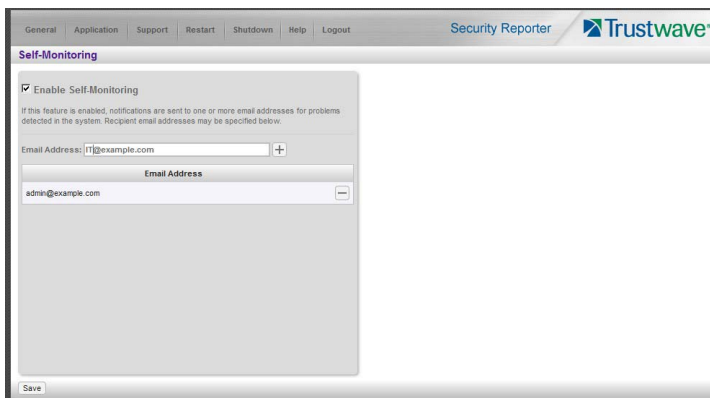 General Application Support Restart Shutdown Help Logout
Security Reporter
Trustwave®
Self-Monitoring
Enable Self-Monitoring
If this feature is enabled, notifications are sent to one or more email addresses for problems
detected in the system. Recipient email addresses may be specified below.
Email Address: IT@example.com +
Email Address
admin@example.com
Save